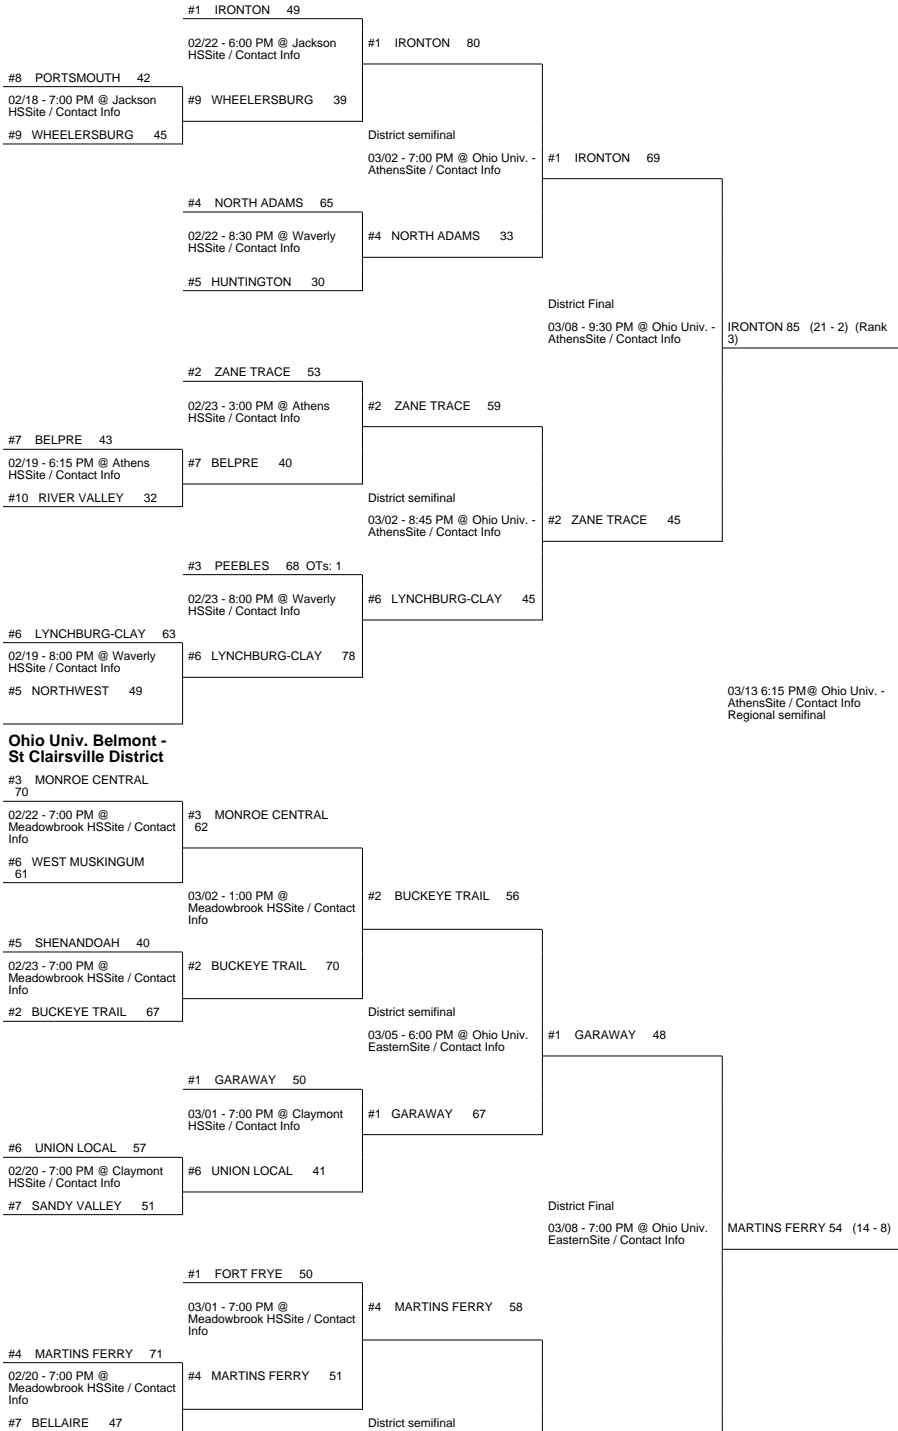 #1 IRONTON 49
02/22 - 6:00 PM @ Jackson
HSSite / Contact Info
#1 IRONTON 80
#8 PORTSMOUTH 42
02/18 - 7:00 PM @ Jackson
HSSite / Contact Info
#9 WHEELERSBURG 39
#9 WHEELERSBURG 45
District semifinal
03/02 - 7:00 PM @ Ohio Univ. -
AthensSite / Contact Info
#1 IRONTON 69
#4 NORTH ADAMS 65
02/22 - 8:30 PM @ Waverly
HSSite / Contact Info
#4 NORTH ADAMS 33
#5 HUNTINGTON 30
District Final
03/08 - 9:30 PM @ Ohio Univ. -
AthensSite / Contact Info
IRONTON 85 (21 - 2) (Rank
3)
#2 ZANE TRACE 53
02/23 - 3:00 PM @ Athens
HSSite / Contact Info
#2 ZANE TRACE 59
#7 BELPRE 43
02/19 - 6:15 PM @ Athens
HSSite / Contact Info
#7 BELPRE 40
#10 RIVER VALLEY 32
District semifinal
03/02 - 8:45 PM @ Ohio Univ. -
AthensSite / Contact Info
#2 ZANE TRACE 45
#3 PEEBLES 68 OTs: 1
02/23 - 8:00 PM @ Waverly
HSSite / Contact Info
#6 LYNCHBURG-CLAY 45
#6 LYNCHBURG-CLAY 63
02/19 - 8:00 PM @ Waverly
HSSite / Contact Info
#6 LYNCHBURG-CLAY 78
#5 NORTHWEST 49
03/13 6:15 PM@ Ohio Univ. -
AthensSite / Contact Info
Regional semifinal
Ohio Univ. Belmont -
St Clairsville District
#3 MONROE CENTRAL
70
02/22 - 7:00 PM @
Meadowbrook HSSite / Contact
Info
#3 MONROE CENTRAL
62
#6 WEST MUSKINGUM
61
03/02 - 1:00 PM @
Meadowbrook HSSite / Contact
Info
#2 BUCKEYE TRAIL 56
#5 SHENANDOAH 40
02/23 - 7:00 PM @
Meadowbrook HSSite / Contact
Info
#2 BUCKEYE TRAIL 70
#2 BUCKEYE TRAIL 67
District semifinal
03/05 - 6:00 PM @ Ohio Univ.
EasternSite / Contact Info
#1 GARAWAY 48
#1 GARAWAY 50
03/01 - 7:00 PM @ Claymont
HSSite / Contact Info
#1 GARAWAY 67
#6 UNION LOCAL 57
02/20 - 7:00 PM @ Claymont
HSSite / Contact Info
#6 UNION LOCAL 41
#7 SANDY VALLEY 51
District Final
03/08 - 7:00 PM @ Ohio Univ.
EasternSite / Contact Info
MARTINS FERRY 54 (14 - 8)
#1 FORT FRYE 50
03/01 - 7:00 PM @
Meadowbrook HSSite / Contact
Info
#4 MARTINS FERRY 58
#4 MARTINS FERRY 71
02/20 - 7:00 PM @
Meadowbrook HSSite / Contact
Info
#4 MARTINS FERRY 51
#7 BELLAIRE 47
District semifinal